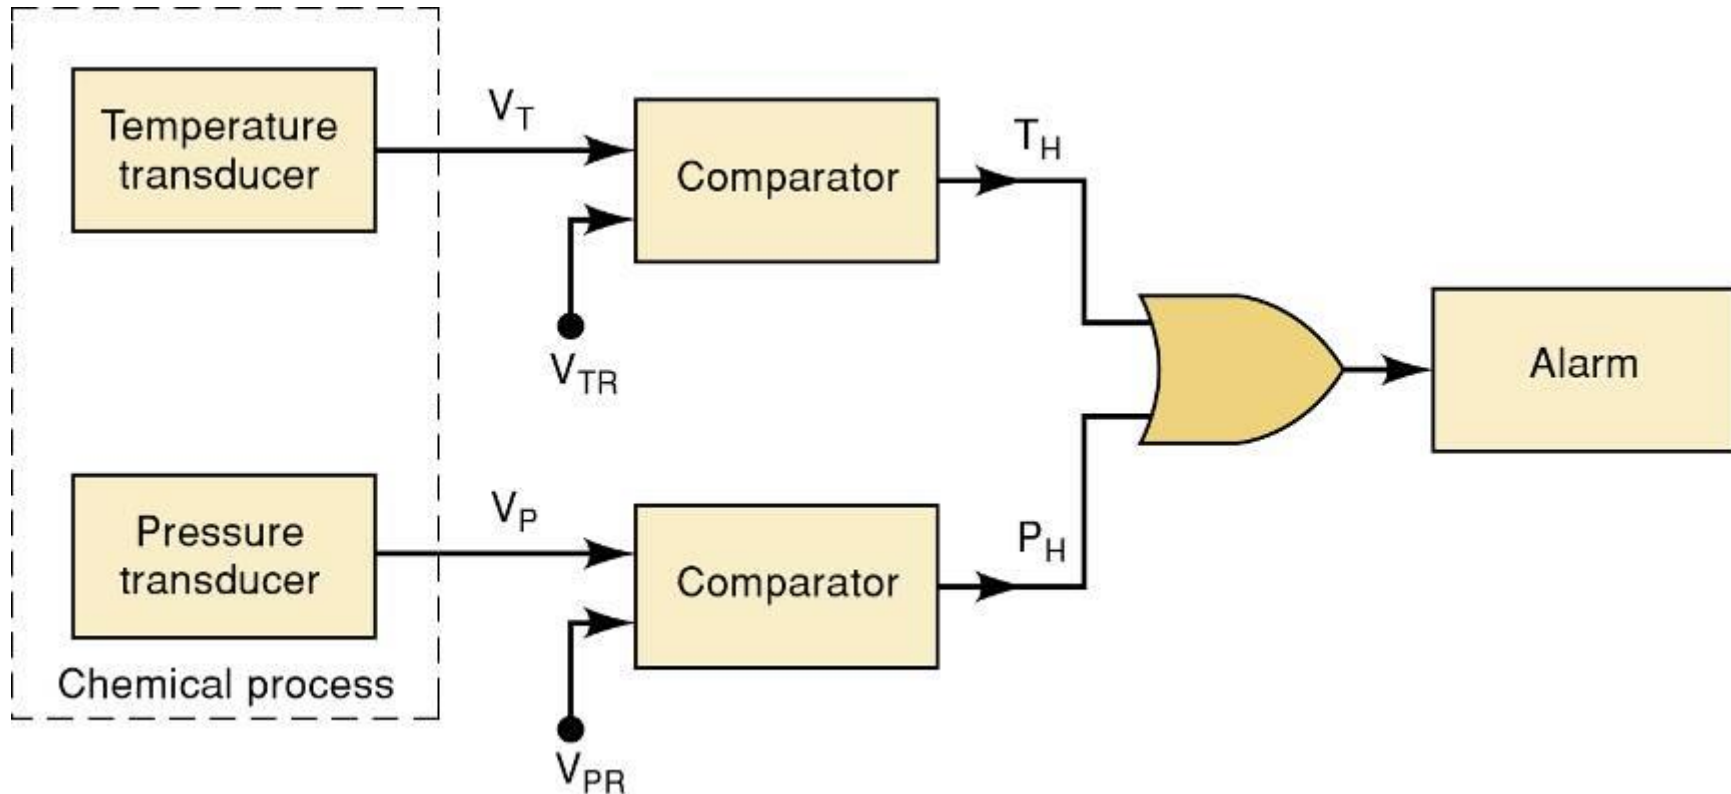 Temperature
transducer
V_T
Comparator
T_H
V_TR
Alarm
Pressure
transducer
V_P
Comparator
P_H
Chemical process
V_PR